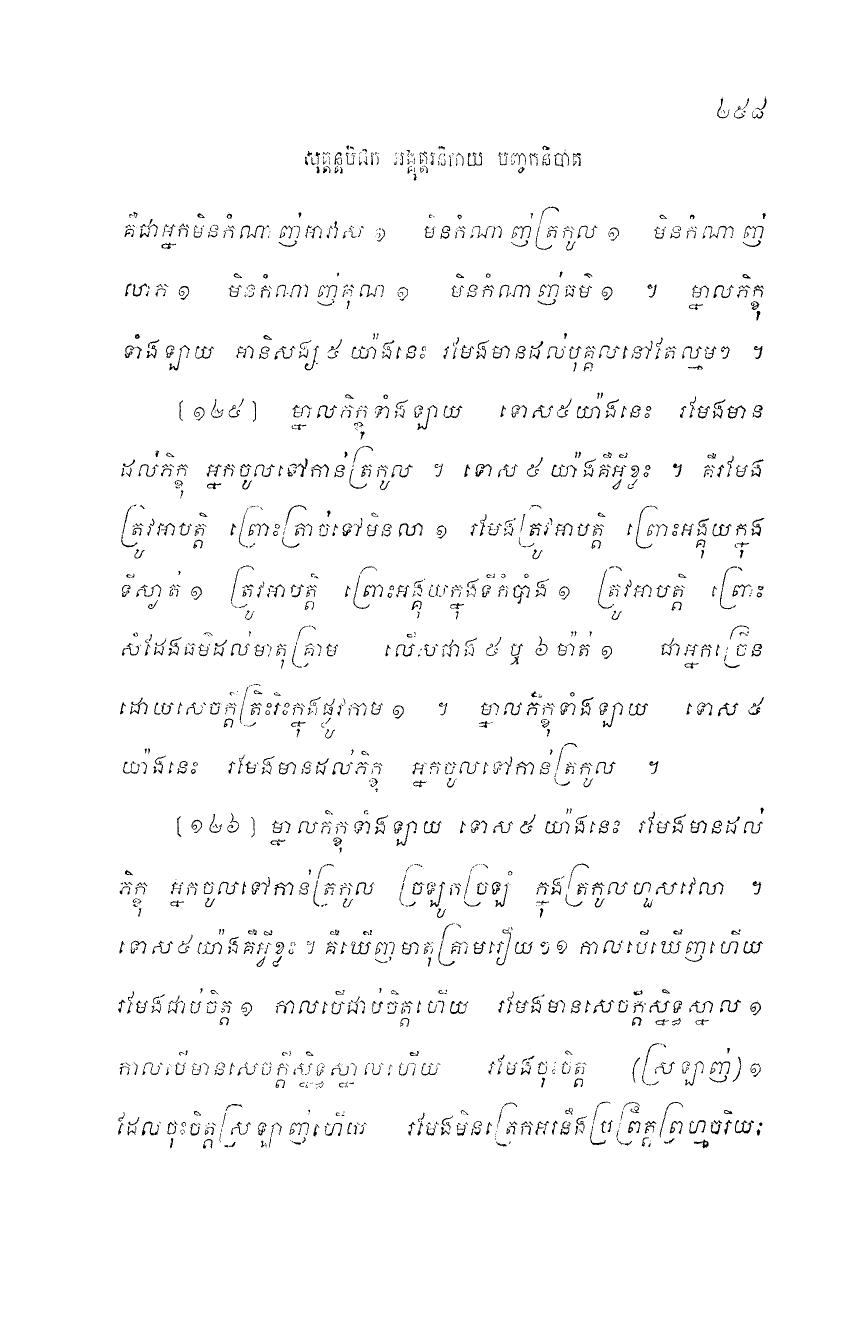 ២៥៨
សុត្តន្តបិដក អង្គុត្តរនិកាយ បញ្ចកនិបាត
គឺជាអ្នកមិនកំណាញ់អាវាស ១ មិនកំណាញ់ត្រកូល ១ មិនកំណាញ់
លាភ ១ មិនកំណាញ់គុណ ១ មិនកំណាញ់ធម៌ ១ ។ ម្នាលភិក្ខុ
ទាំងឡាយ អានិសង្ស ៥ យ៉ាងនេះ រមែងមានដល់បុគ្គលនៅតែល្មមៗ ។
(១២៥) ម្នាលភិក្ខុទាំងឡាយ ទោស៥យ៉ាងនេះ រមែងមាន
ដល់ភិក្ខុ អ្នកចូលទៅកាន់ត្រកូល ។ ទោស ៥ យ៉ាងគឺអ្វីខ្លះ ។ គឺរមែង
ត្រូវអាបត្តិ ព្រោះត្រាច់ទៅមិនលា ១ រមែងត្រូវអាបត្តិ ព្រោះអង្គុយក្នុង
ទីស្ងាត់ ១ ត្រូវអាបត្តិ ព្រោះអង្គុយក្នុងទីកំបាំង ១ ត្រូវអាបត្តិ ព្រោះ
សំដែងធម៌ដល់មាតុគ្រាម លើសជាង ៥ ឬ ៦ ម៉ាត់ ១ ជាអ្នកច្រើន
ដោយសេចក្តីត្រិះរិះក្នុងផ្លូវកាម ១ ។ ម្នាលភិក្ខុទាំងឡាយ ទោស ៥
យ៉ាងនេះ រមែងមានដល់ភិក្ខុ អ្នកចូលទៅកាន់ត្រកូល ។
(១២៦) ម្នាលភិក្ខុទាំងឡាយ ទោស ៥ យ៉ាងនេះ រមែងមានដល់
ភិក្ខុ អ្នកចូលទៅកាន់ត្រកូល ច្រឡូកច្រឡំ ក្នុងត្រកូលហួសវេលា ។
ទោស៥យ៉ាងគឺអ្វីខ្លះ ។ គឺឃើញមាតុគ្រាមរឿយៗ១ កាលបើឃើញហើយ
រមែងជាប់ចិត្ត ១ កាលបើជាប់ចិត្តហើយ រមែងមានសេចក្តីស្និទ្ធស្នាល ១
កាលបើមានសេចក្តីស្និទ្ធស្នាលហើយ រមែងចុះចិត្ត (ស្រឡាញ់) ១
ដែលចុះចិត្តស្រឡាញ់ហើយ រមែងមិនត្រេកអរនឹងប្រព្រឹត្តព្រហ្មចរិយៈ